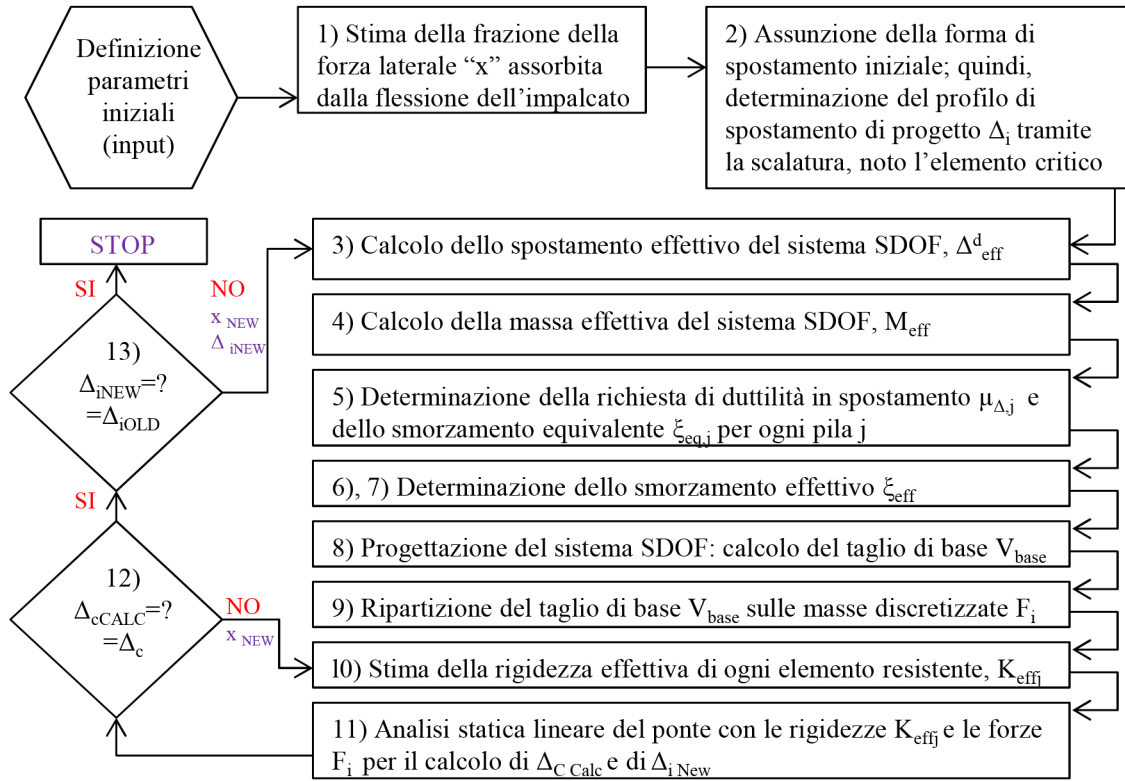 Definizione
parametri
iniziali
(input)
1) Stima della frazione della
forza laterale “x” assorbita
dalla flessione dell’impalcato
2) Assunzione della forma di
spostamento iniziale; quindi,
determinazione del profilo di
spostamento di progetto Δi tramite
la scalatura, noto l’elemento critico
3) Calcolo dello spostamento effettivo del sistema SDOF, Δdeff
4) Calcolo della massa effettiva del sistema SDOF, Meff
5) Determinazione della richiesta di duttilità in spostamento μΔ,j e
dello smorzamento equivalente ξeq,j per ogni pila j
6), 7) Determinazione dello smorzamento effettivo ξeff
8) Progettazione del sistema SDOF: calcolo del taglio di base Vbase
9) Ripartizione del taglio di base Vbase sulle masse discretizzate Fi
10) Stima della rigidezza effettiva di ogni elemento resistente, Keffj
11) Analisi statica lineare del ponte con le rigidezze Keffj e le forze
Fi per il calcolo di ΔC Calc e di Δi New
12)
ΔcCALC=?
=Δc
NO
x NEW
SI
13)
ΔiNEW=?
=ΔiOLD
NO
x NEW
Δ iNEW
SI
STOP